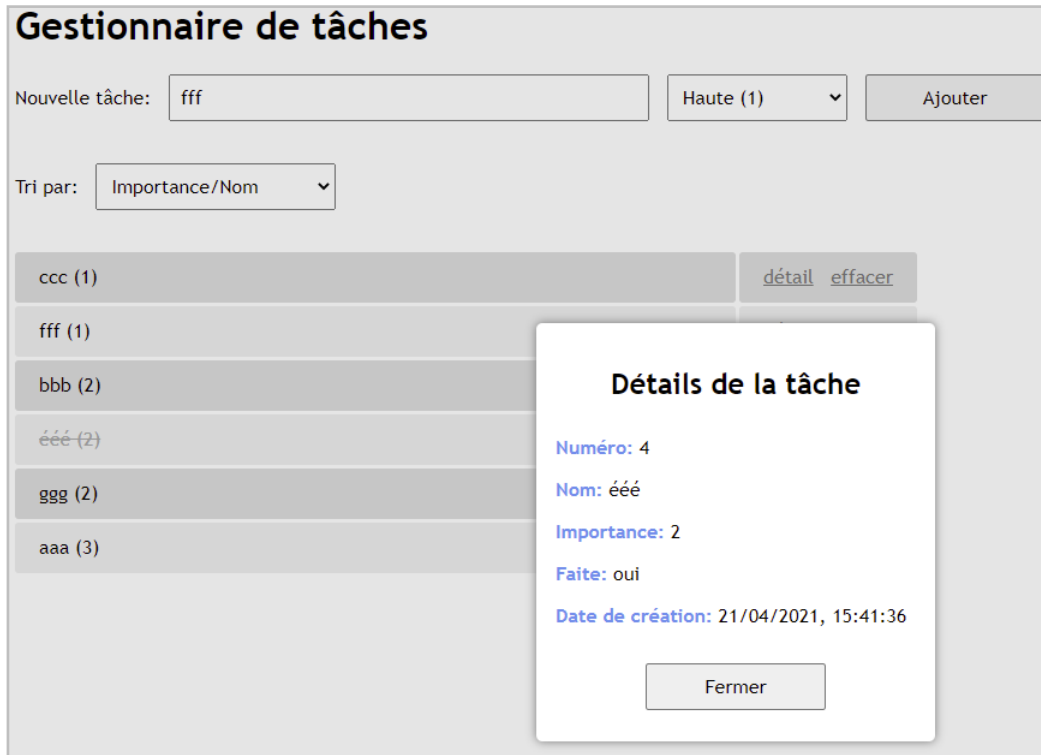 Gestionnaire de tâches
Nouvelle tâche: fff Haute (1) Ajouter
Tri par: Importance/Nom
ccc (1) détail effacer
fff (1)
bbb (2)
ééé (2)
ggg (2)
aaa (3)
Détails de la tâche
Numéro: 4
Nom: ééé
Importance: 2
Faite: oui
Date de création: 21/04/2021, 15:41:36
Fermer